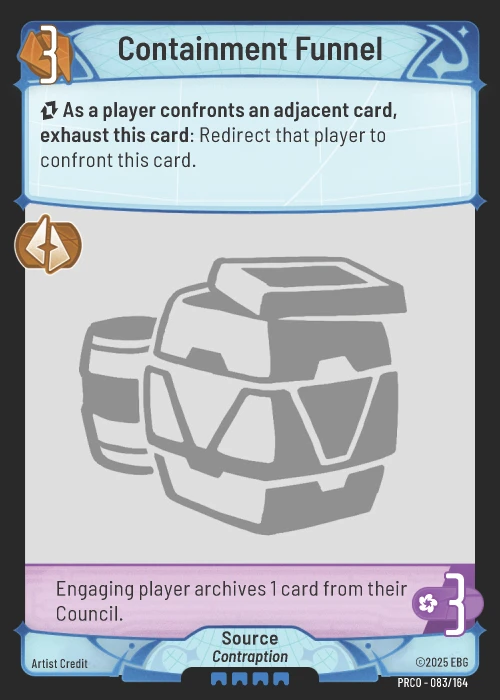 3
Containment Funnel
As a player confronts an adjacent card,
exhaust this card: Redirect that player to
confront this card.
Engaging player archives 1 card from their
Council.
3
Source
Contraption
Artist Credit
©2025 EBG
PRC0 - 083/164